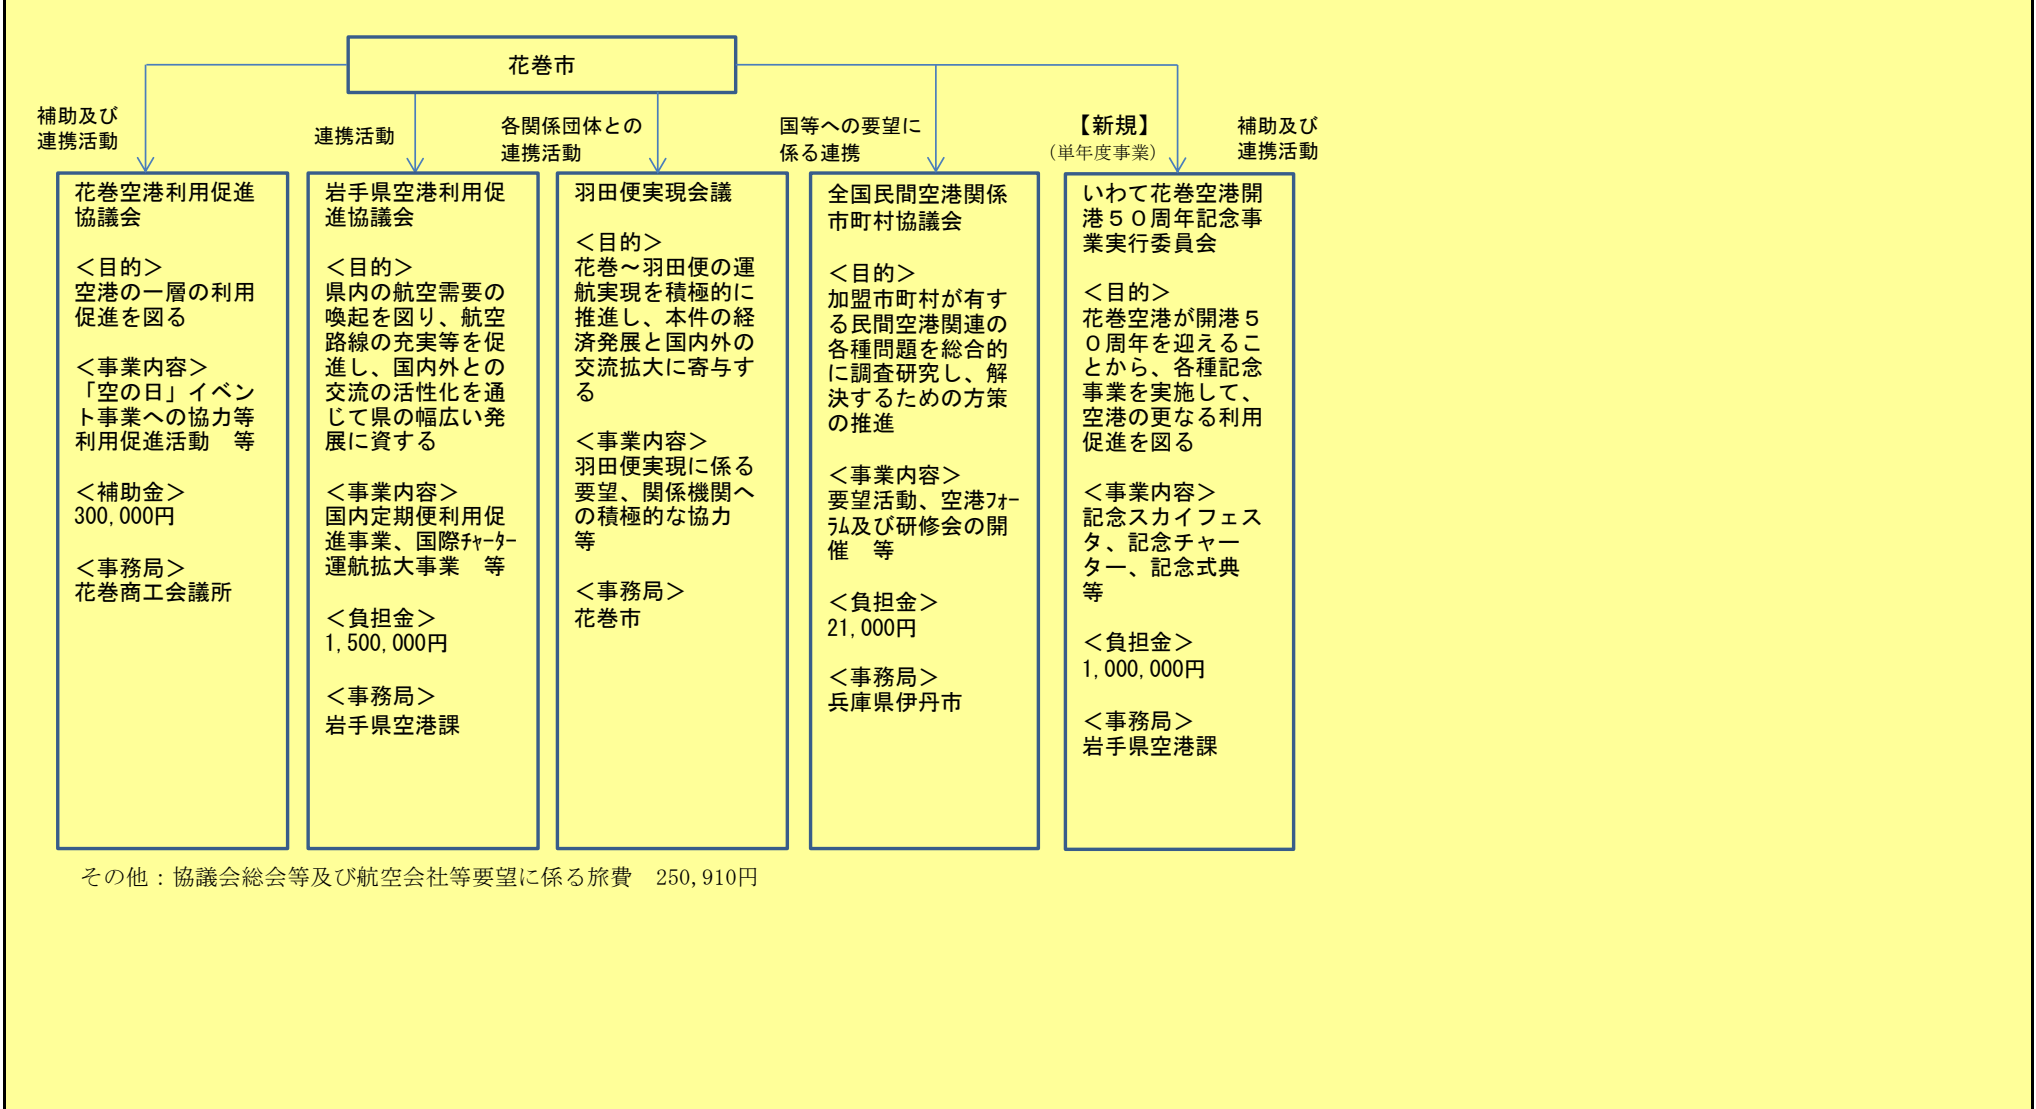 花巻市
補助及び
連携活動
連携活動
各関係団体との
連携活動
国等への要望に
係る連携
【新規】
(単年度事業)
補助及び
連携活動
花巻空港利用促進
協議会
<目的>
空港の一層の利用
促進を図る
<事業内容>
「空の日」イベン
ト事業への協力等
利用促進活動　等
<補助金>
300,000円
<事務局>
花巻商工会議所
岩手県空港利用促
進協議会
<目的>
県内の航空需要の
喚起を図り、航空
路線の充実等を促
進し、国内外との
交流の活性化を通
じて県の幅広い発
展に資する
<事業内容>
国内定期便利用促
進事業、国際ﾁｬｰﾀｰ
運航拡大事業　等
<負担金>
1,500,000円
<事務局>
岩手県空港課
羽田便実現会議
<目的>
花巻～羽田便の運
航実現を積極的に
推進し、本件の経
済発展と国内外の
交流拡大に寄与す
る
<事業内容>
羽田便実現に係る
要望、関係機関へ
の積極的な協力
等
<事務局>
花巻市
全国民間空港関係
市町村協議会
<目的>
加盟市町村が有す
る民間空港関連の
各種問題を総合的
に調査研究し、解
決するための方策
の推進
<事業内容>
要望活動、空港ﾌｫｰ
ﾗﾑ及び研修会の開
催　等
<負担金>
21,000円
<事務局>
兵庫県伊丹市
いわて花巻空港開
港５０周年記念事
業実行委員会
<目的>
花巻空港が開港５
０周年を迎えるこ
とから、各種記念
事業を実施して、
空港の更なる利用
促進を図る
<事業内容>
記念スカイフェス
タ、記念チャー
ター、記念式典
等
<負担金>
1,000,000円
<事務局>
岩手県空港課
その他：協議会総会等及び航空会社等要望に係る旅費　250,910円